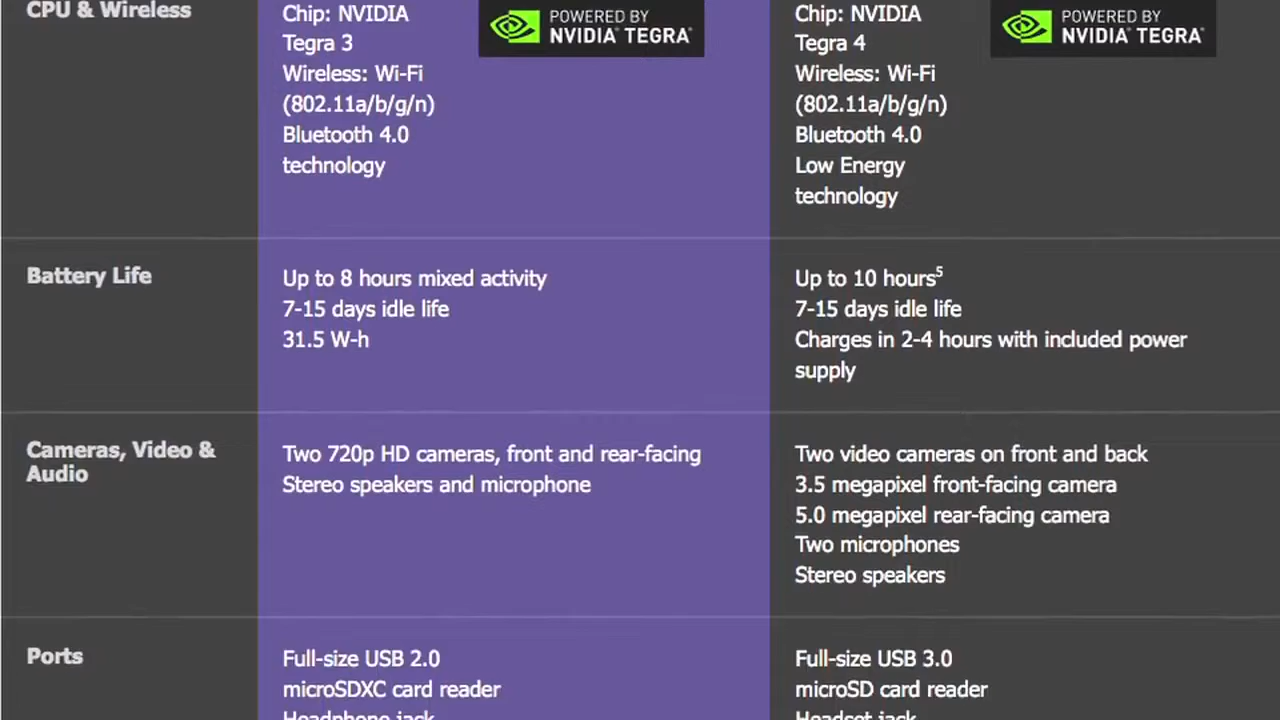 CPU & Wireless
Chip: NVIDIA
Tegra 3
Wireless: Wi-Fi
(802.11a/b/g/n)
Bluetooth 4.0
technology
POWERED BY
NVIDIA® TEGRA®
Chip: NVIDIA
Tegra 4
Wireless: Wi-Fi
(802.11a/b/g/n)
Bluetooth 4.0
Low Energy
technology
POWERED BY
NVIDIA® TEGRA®
Battery Life
Up to 8 hours mixed activity
7-15 days idle life
31.5 W-h
Up to 10 hours⁵
7-15 days idle life
Charges in 2-4 hours with included power
supply
Cameras, Video &
Audio
Two 720p HD cameras, front and rear-facing
Stereo speakers and microphone
Two video cameras on front and back
3.5 megapixel front-facing camera
5.0 megapixel rear-facing camera
Two microphones
Stereo speakers
Ports
Full-size USB 2.0
microSDXC card reader
Headphone jack
Full-size USB 3.0
microSD card reader
Headset jack